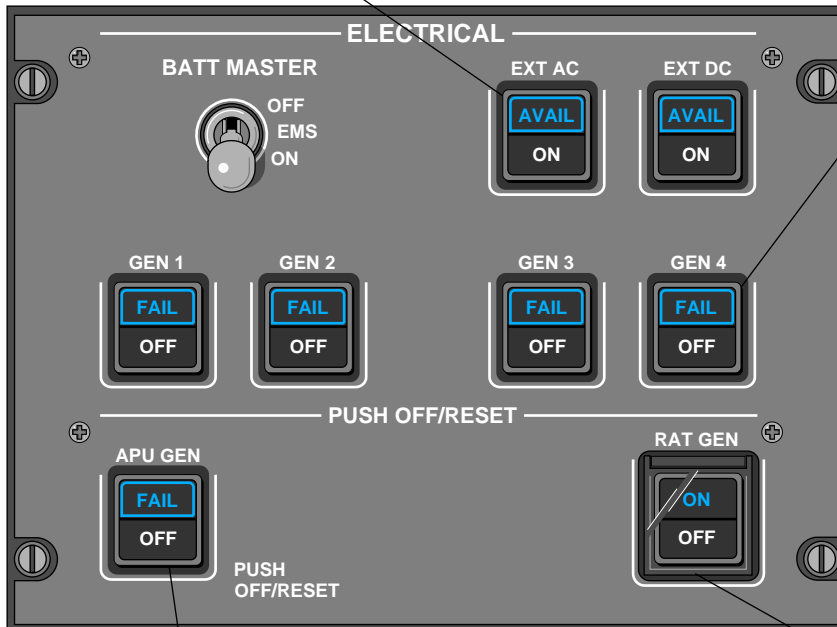 ELECTRICAL
BATT MASTER
OFF
EMS
ON
EXT AC
AVAIL
ON
EXT DC
AVAIL
ON
GEN 1
FAIL
OFF
GEN 2
FAIL
OFF
GEN 3
FAIL
OFF
GEN 4
FAIL
OFF
PUSH OFF/RESET
APU GEN
FAIL
OFF
PUSH
OFF/RESET
RAT GEN
ON
OFF